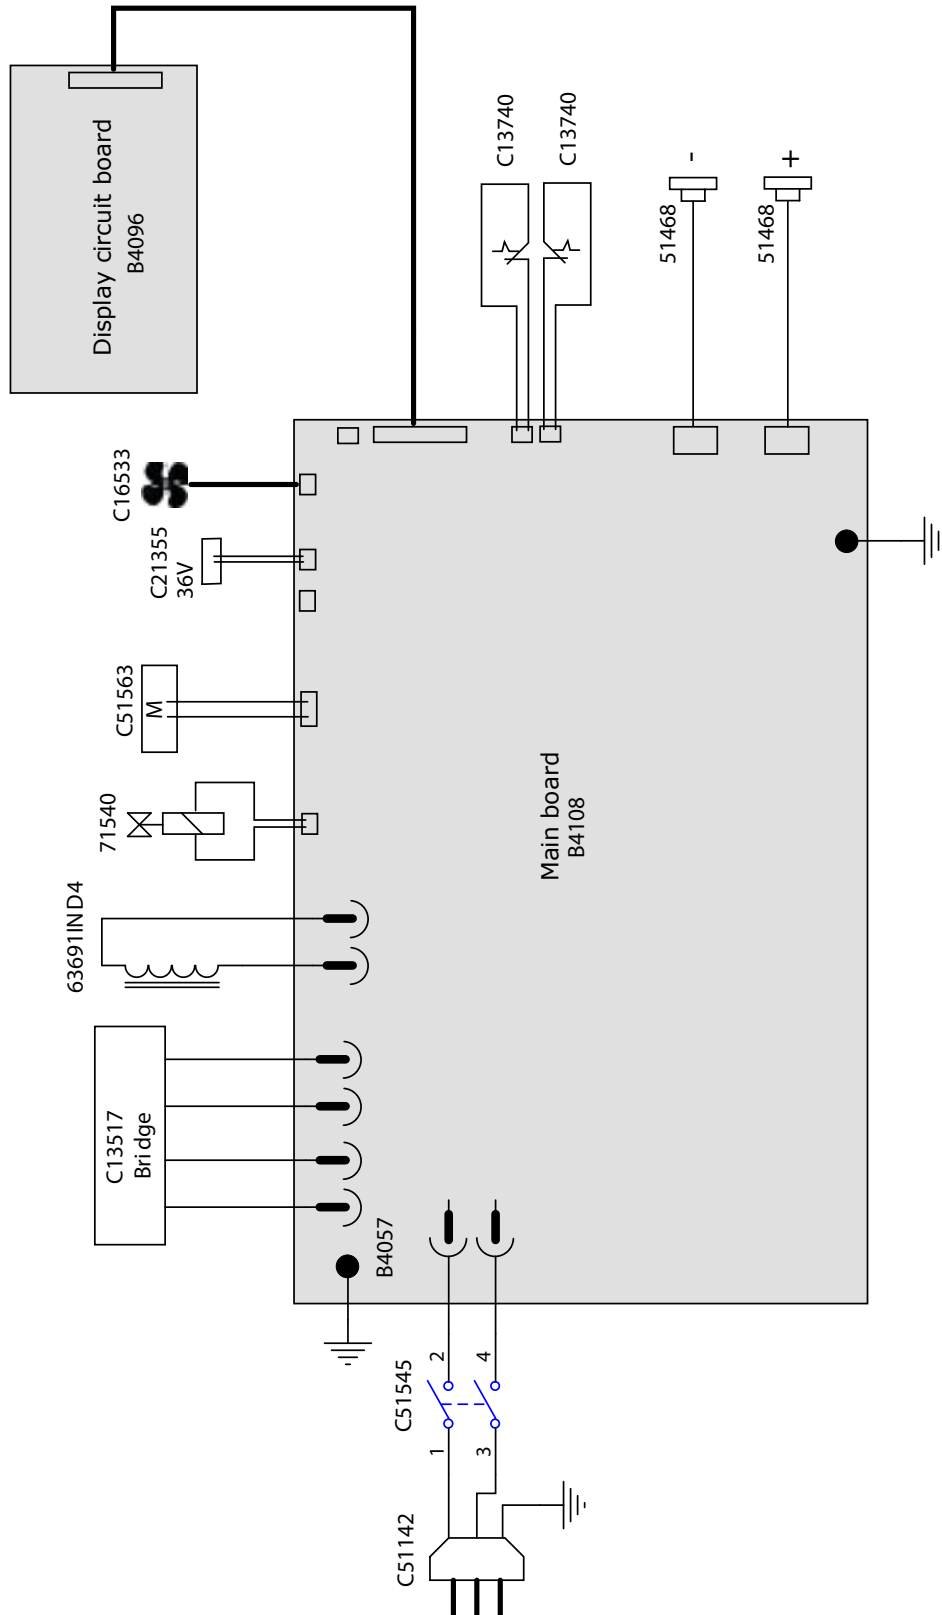 Display circuit board
B4096
C13740
C13740
-
+
51468
51468
C16533
C21355
36V
C51563
M
71540
Main board
B4108
63691IND4
C13517
Bridge
B4057
C51545
2
4
1
3
C51142